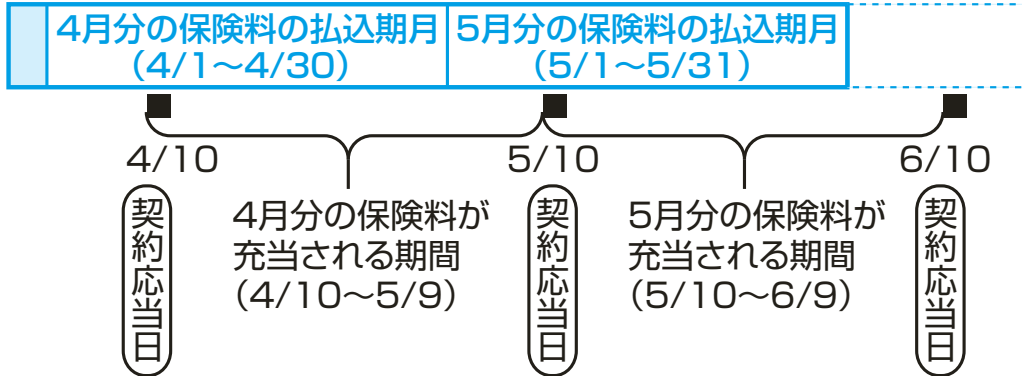 4月分の保険料の払込期月
(4/1〜4/30)
5月分の保険料の払込期月
(5/1〜5/31)
4/10
5/10
6/10
契約応当日
4月分の保険料が
充当される期間
(4/10〜5/9)
契約応当日
5月分の保険料が
充当される期間
(5/10〜6/9)
契約応当日